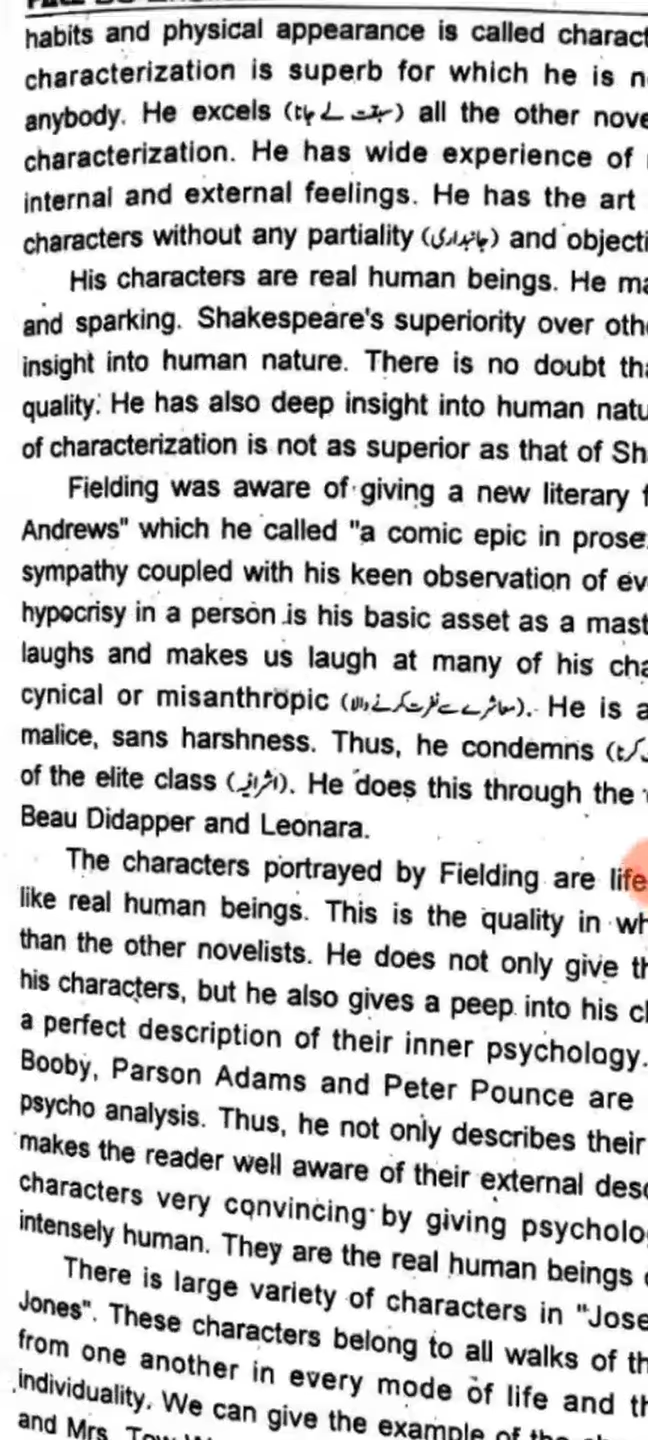 habits and physical appearance is called charact
characterization is superb for which he is n
anybody. He excels (سبقت لے جانا) all the other nove
characterization. He has wide experience of
internal and external feelings. He has the art
characters without any partiality (جانبداری) and objecti
His characters are real human beings. He ma
and sparking. Shakespeare's superiority over oth
insight into human nature. There is no doubt tha
quality. He has also deep insight into human natu
of characterization is not as superior as that of Sh
Fielding was aware of giving a new literary f
Andrews" which he called "a comic epic in prose
sympathy coupled with his keen observation of ev
hypocrisy in a person is his basic asset as a mast
laughs and makes us laugh at many of his cha
cynical or misanthropic (معاشرے سے نفرت کرنے والا). He is a
malice, sans harshness. Thus, he condemns (
of the elite class (اشرافیہ). He does this through the
Beau Didapper and Leonara.
The characters portrayed by Fielding are life
like real human beings. This is the quality in wh
than the other novelists. He does not only give th
his characters, but he also gives a peep into his cl
a perfect description of their inner psychology.
Booby, Parson Adams and Peter Pounce are
psycho analysis. Thus, he not only describes their
makes the reader well aware of their external desc
characters very convincing by giving psycholo
intensely human. They are the real human beings
There is large variety of characters in "Jose
Jones". These characters belong to all walks of th
from one another in every mode of life and th
individuality. We can give the example of the
and Mrs.